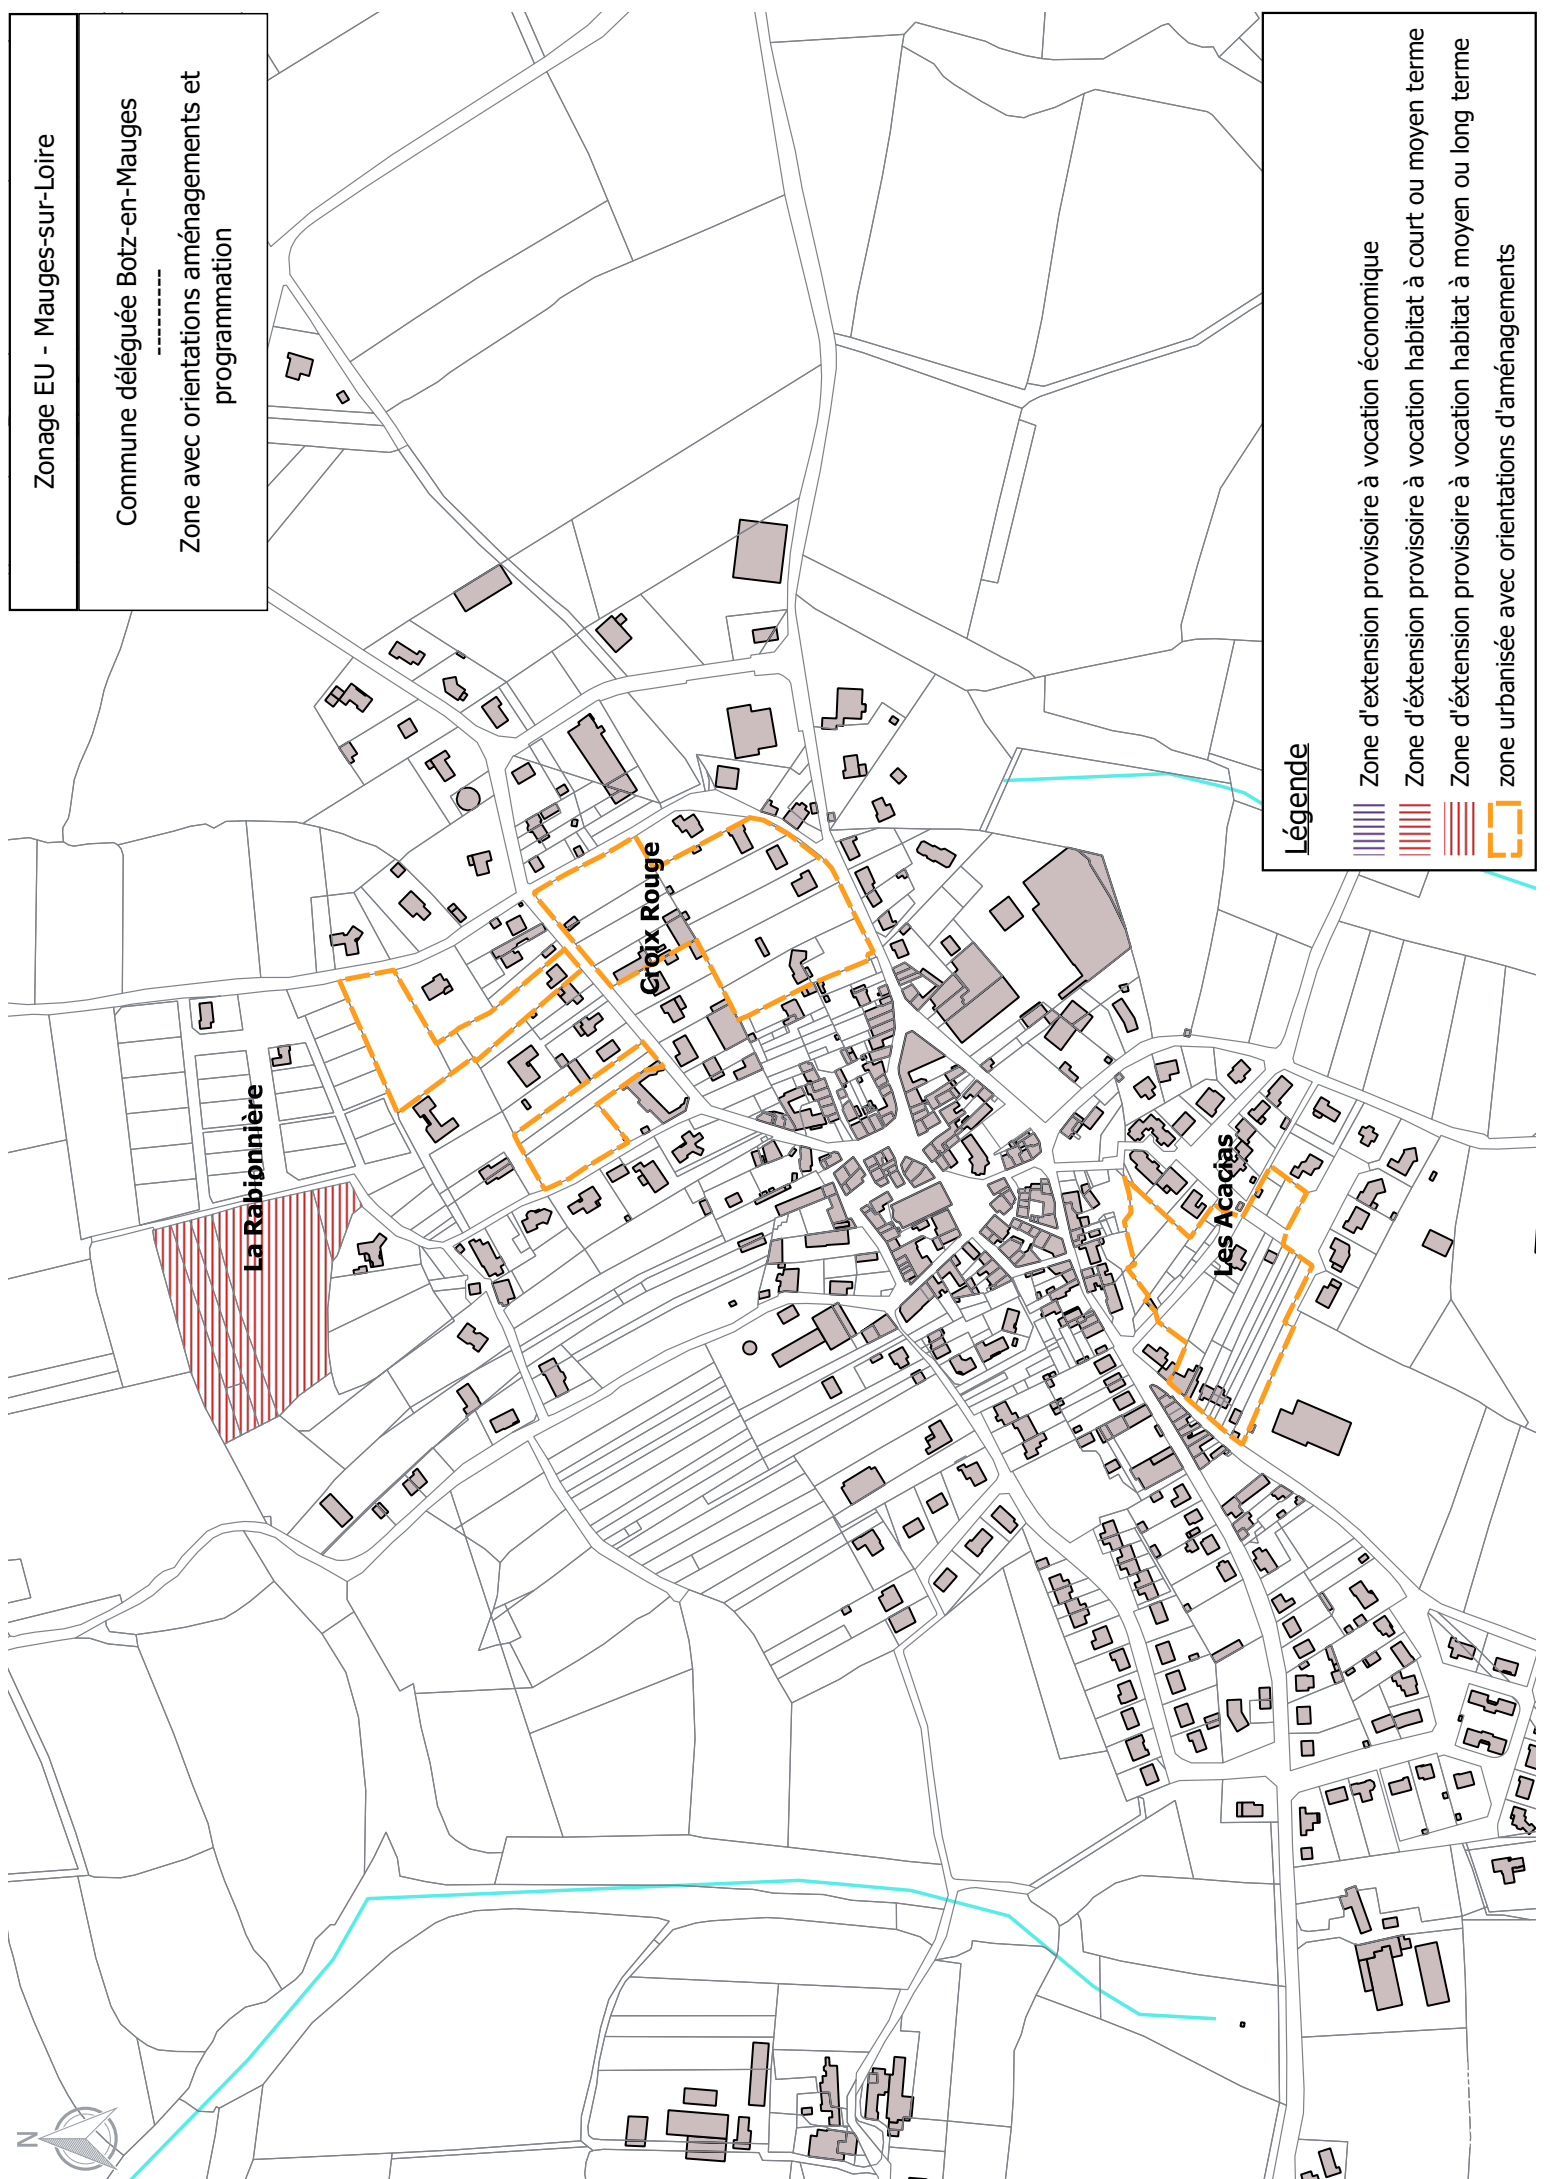 Zonage EU - Mauges-sur-Loire
Commune déléguée Botz-en-Mauges
----------
Zone avec orientations aménagements et
programmation
La Rabionnière
Croix Rouge
Les Acacias
Légende
Zone d'extension provisoire à vocation économique
Zone d'éxtension provisoire à vocation habitat à court ou moyen terme
Zone d'éxtension provisoire à vocation habitat à moyen ou long terme
zone urbanisée avec orientations d'aménagements
N